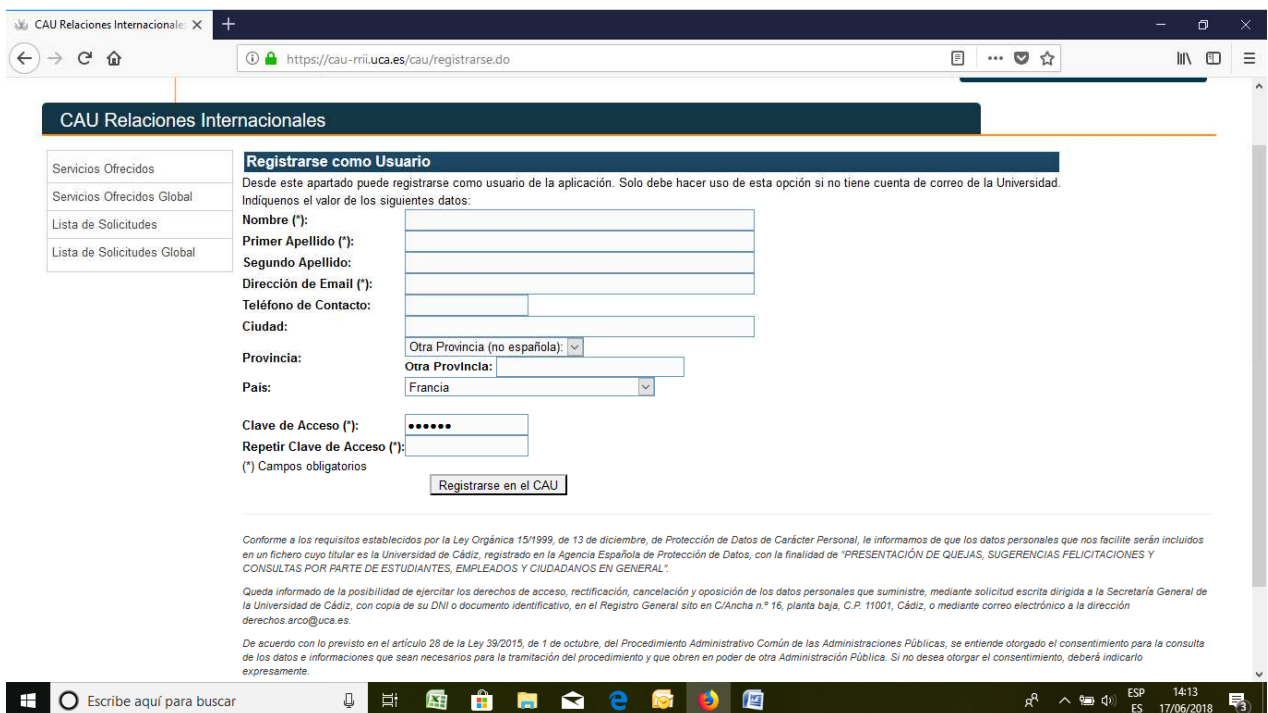 CAU Relaciones Internacionale
https://cau-rrii.uca.es/cau/registrarse.do
CAU Relaciones Internacionales
Servicios Ofrecidos
Servicios Ofrecidos Global
Lista de Solicitudes
Lista de Solicitudes Global
Registrarse como Usuario
Desde este apartado puede registrarse como usuario de la aplicación. Solo debe hacer uso de esta opción si no tiene cuenta de correo de la Universidad.
Indíquenos el valor de los siguientes datos:
Nombre (*):
Primer Apellido (*):
Segundo Apellido:
Dirección de Email (*):
Teléfono de Contacto:
Ciudad:
Provincia:
Otra Provincia (no española):
Otra Provincia:
País:
Francia
Clave de Acceso (*):
••••••
Repetir Clave de Acceso (*):
(*) Campos obligatorios
Registrarse en el CAU
Conforme a los requisitos establecidos por la Ley Orgánica 15/1999, de 13 de diciembre, de Protección de Datos de Carácter Personal, le informamos de que los datos personales que nos facilite serán incluidos
en un fichero cuyo titular es la Universidad de Cádiz, registrado en la Agencia Española de Protección de Datos, con la finalidad de "PRESENTACIÓN DE QUEJAS, SUGERENCIAS FELICITACIONES Y
CONSULTAS POR PARTE DE ESTUDIANTES, EMPLEADOS Y CIUDADANOS EN GENERAL".
Queda informado de la posibilidad de ejercitar los derechos de acceso, rectificación, cancelación y oposición de los datos personales que suministre, mediante solicitud escrita dirigida a la Secretaría General de
la Universidad de Cádiz, con copia de su DNI o documento identificativo, en el Registro General sito en C/Ancha n.º 16, planta baja, C.P. 11001, Cádiz, o mediante correo electrónico a la dirección
derechos.arco@uca.es.
De acuerdo con lo previsto en el artículo 28 de la Ley 39/2015, de 1 de octubre, del Procedimiento Administrativo Común de las Administraciones Públicas, se entiende otorgado el consentimiento para la consulta
de los datos e informaciones que sean necesarios para la tramitación del procedimiento y que obren en poder de otra Administración Pública. Si no desea otorgar el consentimiento, deberá indicarlo
expresamente.
Escribe aquí para buscar
ESP
ES
14:13
17/06/2018
3